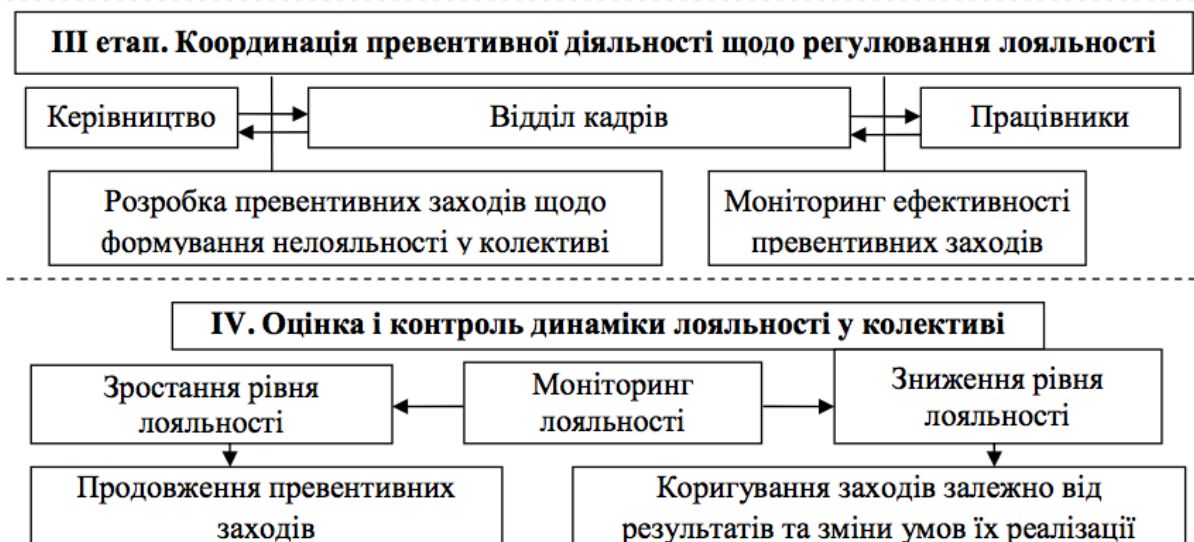 III етап. Координація превентивної діяльності щодо регулювання лояльності
Керівництво
Відділ кадрів
Працівники
Розробка превентивних заходів щодо
формування нелояльності у колективі
Моніторинг ефективності
превентивних заходів
IV. Оцінка і контроль динаміки лояльності у колективі
Зростання рівня
лояльності
Моніторинг
лояльності
Зниження рівня
лояльності
Продовження превентивних
заходів
Коригування заходів залежно від
результатів та зміни умов їх реалізації